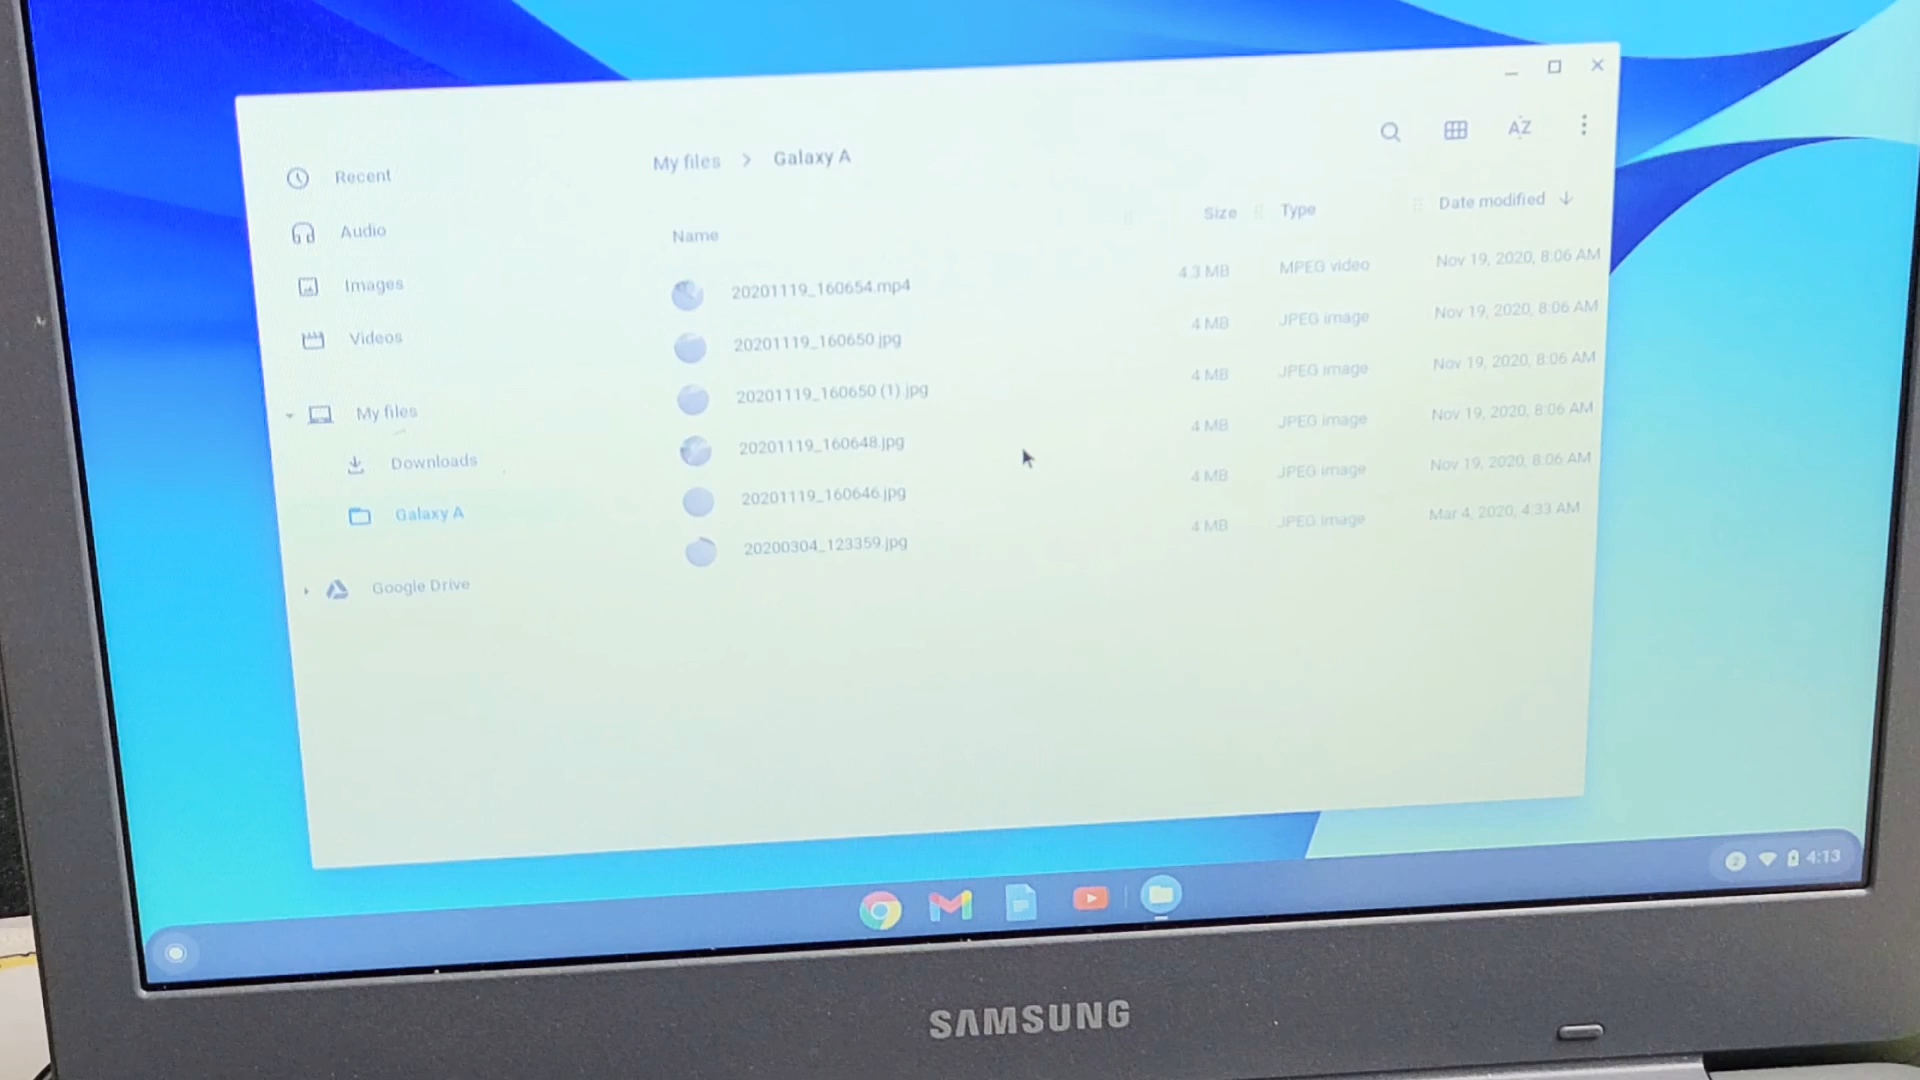 Recent
Audio
Images
Videos
My files
Downloads
Galaxy A
Google Drive
My files > Galaxy A
AZ
Name Size Type Date modified
20201119_160654.mp4 4.3 MB MPEG video Nov 19, 2020, 8:06 AM
20201119_160650.jpg 4 MB JPEG image Nov 19, 2020, 8:06 AM
20201119_160650 (1).jpg 4 MB JPEG image Nov 19, 2020, 8:06 AM
20201119_160648.jpg 4 MB JPEG image Nov 19, 2020, 8:06 AM
20201119_160646.jpg 4 MB JPEG image Nov 19, 2020, 8:06 AM
20200304_123359.jpg 4 MB JPEG image Mar 4, 2020, 4:33 AM
2 4:13
SAMSUNG